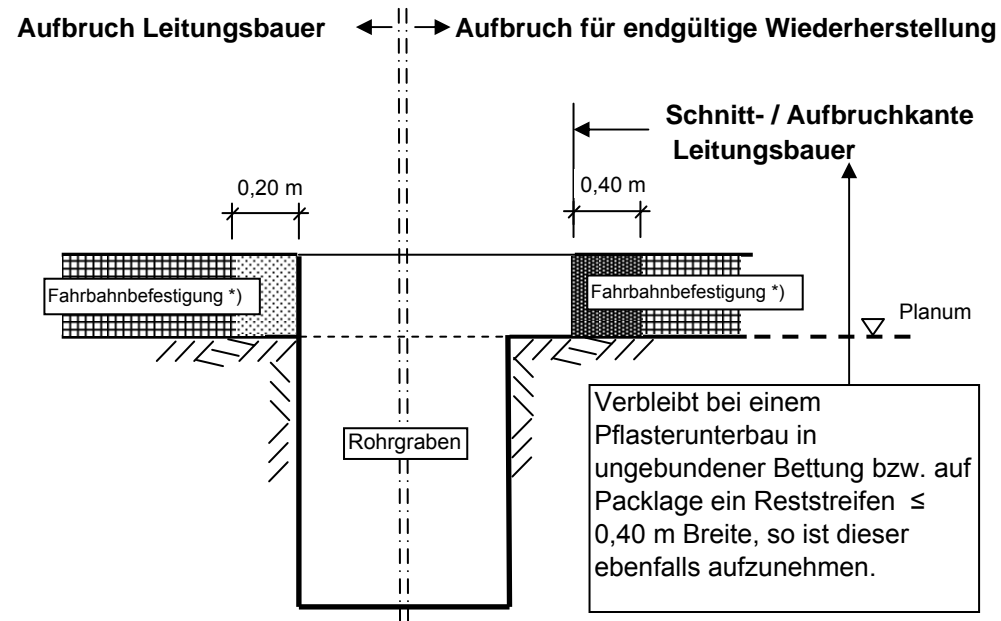 Aufbruch Leitungsbauer
Aufbruch für endgültige Wiederherstellung
Schnitt- / Aufbruchkante
Leitungsbauer
0,20 m
0,40 m
Fahrbahnbefestigung *)
Fahrbahnbefestigung *)
Planum
Rohrgraben
Verbleibt bei einem
Pflasterunterbau in
ungebundener Bettung bzw. auf
Packlage ein Reststreifen ≤
0,40 m Breite, so ist dieser
ebenfalls aufzunehmen.